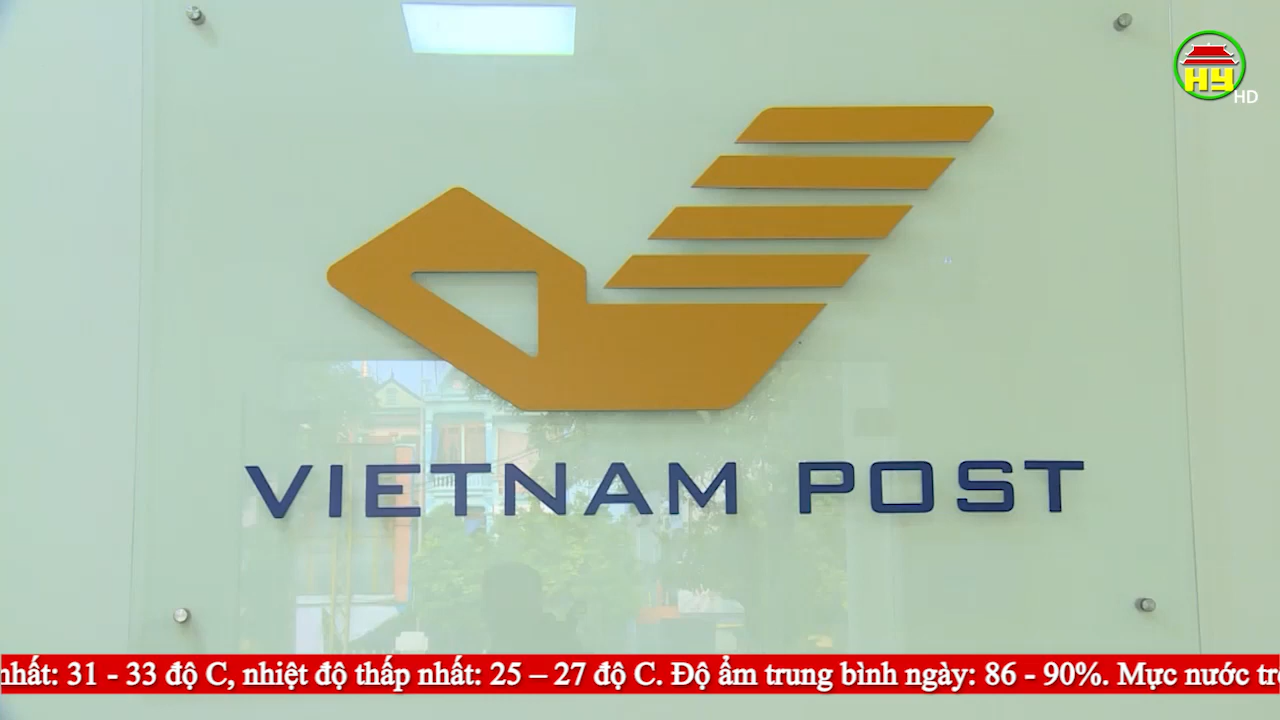 HY
HD
VIETNAM POST
nhất: 31 - 33 độ C, nhiệt độ thấp nhất: 25 – 27 độ C. Độ ẩm trung bình ngày: 86 - 90%. Mực nước